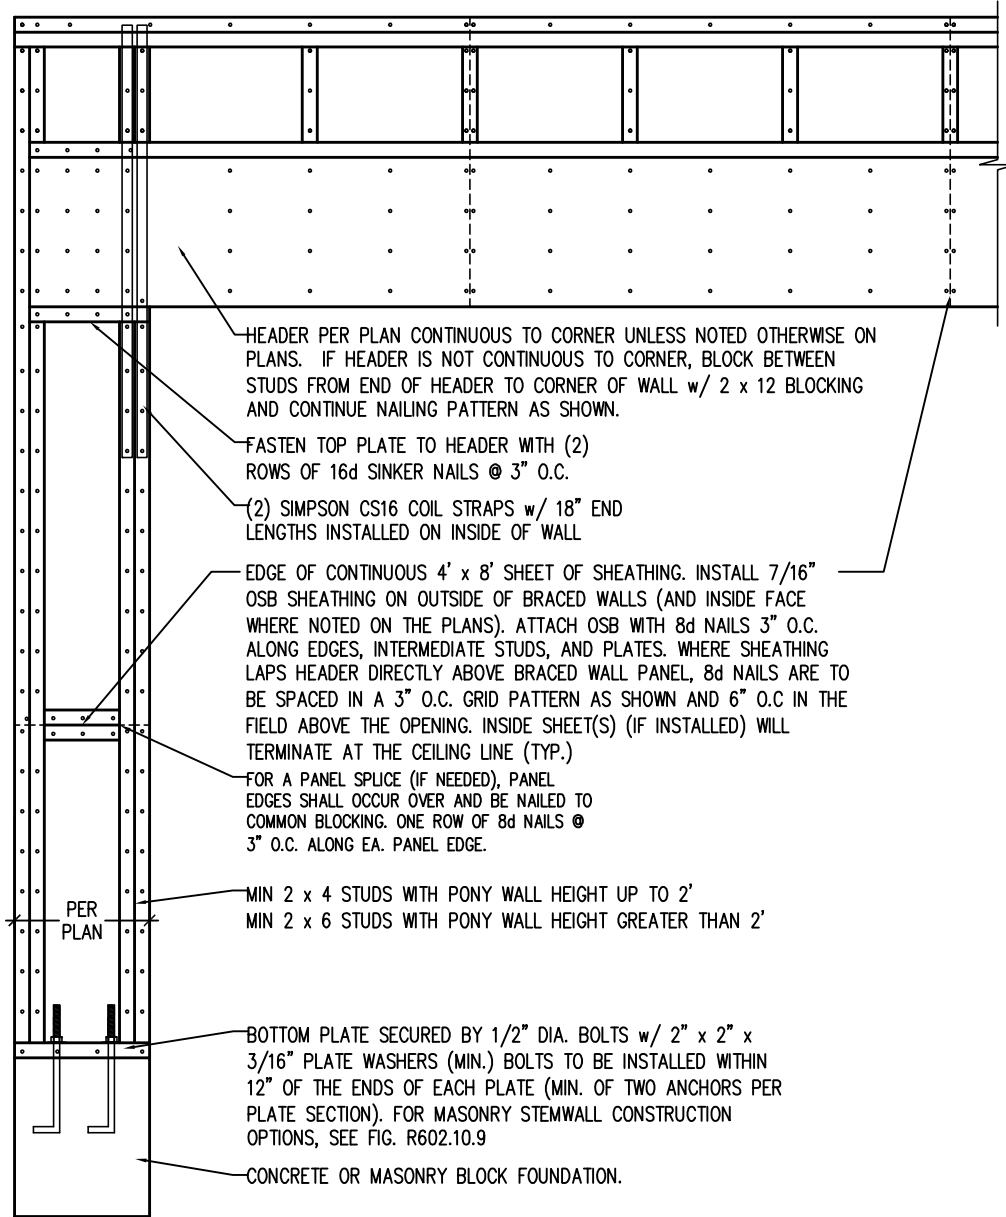 HEADER PER PLAN CONTINUOUS TO CORNER UNLESS NOTED OTHERWISE ON
PLANS. IF HEADER IS NOT CONTINUOUS TO CORNER, BLOCK BETWEEN
STUDS FROM END OF HEADER TO CORNER OF WALL w/ 2 x 12 BLOCKING
AND CONTINUE NAILING PATTERN AS SHOWN.
FASTEN TOP PLATE TO HEADER WITH (2)
ROWS OF 16d SINKER NAILS @ 3" O.C.
(2) SIMPSON CS16 COIL STRAPS w/ 18" END
LENGTHS INSTALLED ON INSIDE OF WALL
EDGE OF CONTINUOUS 4' x 8' SHEET OF SHEATHING. INSTALL 7/16"
OSB SHEATHING ON OUTSIDE OF BRACED WALLS (AND INSIDE FACE
WHERE NOTED ON THE PLANS). ATTACH OSB WITH 8d NAILS 3" O.C.
ALONG EDGES, INTERMEDIATE STUDS, AND PLATES. WHERE SHEATHING
LAPS HEADER DIRECTLY ABOVE BRACED WALL PANEL, 8d NAILS ARE TO
BE SPACED IN A 3" O.C. GRID PATTERN AS SHOWN AND 6" O.C IN THE
FIELD ABOVE THE OPENING. INSIDE SHEET(S) (IF INSTALLED) WILL
TERMINATE AT THE CEILING LINE (TYP.)
FOR A PANEL SPLICE (IF NEEDED), PANEL
EDGES SHALL OCCUR OVER AND BE NAILED TO
COMMON BLOCKING. ONE ROW OF 8d NAILS @
3" O.C. ALONG EA. PANEL EDGE.
MIN 2 x 4 STUDS WITH PONY WALL HEIGHT UP TO 2'
MIN 2 x 6 STUDS WITH PONY WALL HEIGHT GREATER THAN 2'
PER
PLAN
BOTTOM PLATE SECURED BY 1/2" DIA. BOLTS w/ 2" x 2" x
3/16" PLATE WASHERS (MIN.) BOLTS TO BE INSTALLED WITHIN
12" OF THE ENDS OF EACH PLATE (MIN. OF TWO ANCHORS PER
PLATE SECTION). FOR MASONRY STEMWALL CONSTRUCTION
OPTIONS, SEE FIG. R602.10.9
CONCRETE OR MASONRY BLOCK FOUNDATION.